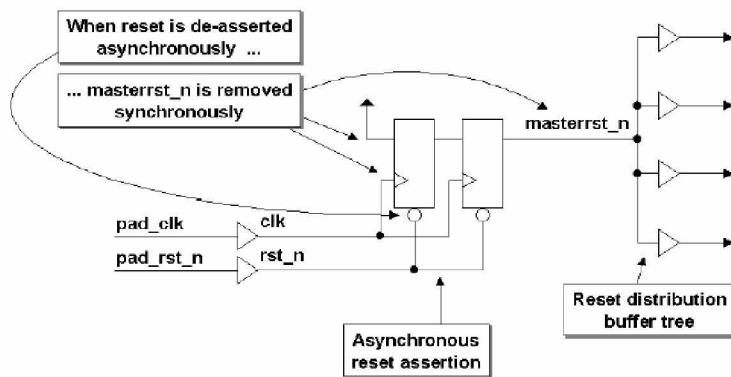 When reset is de-asserted
asynchronously ...
... masterrst_n is removed
synchronously
masterrst_n
pad_clk
clk
pad_rst_n
rst_n
Asynchronous
reset assertion
Reset distribution
buffer tree